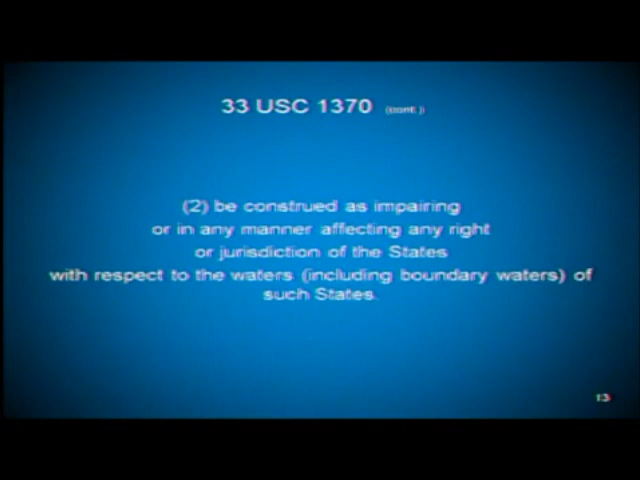 33 USC 1370 (cont.)
(2) be construed as impairing
or in any manner affecting any right
or jurisdiction of the States
with respect to the waters (including boundary waters) of
such States.
13